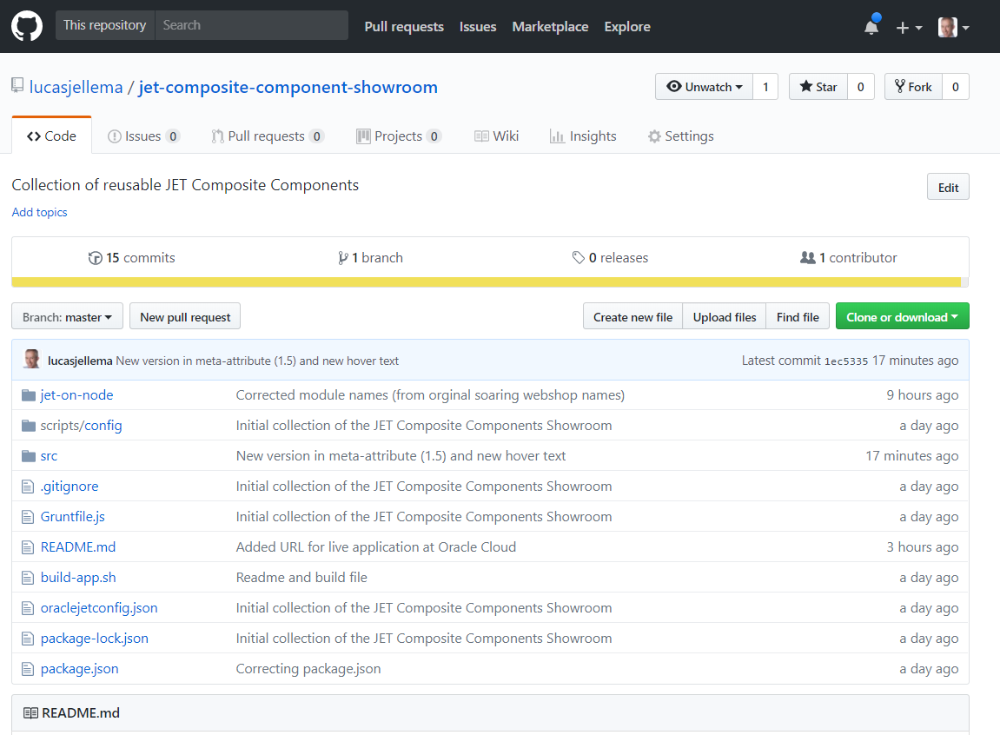 This repository Search Pull requests Issues Marketplace Explore
lucasjellema / jet-composite-component-showroom Unwatch 1 Star 0 Fork 0
Code Issues 0 Pull requests 0 Projects 0 Wiki Insights Settings
Collection of reusable JET Composite Components Edit
Add topics
15 commits 1 branch 0 releases 1 contributor
Branch: master New pull request Create new file Upload files Find file Clone or download
lucasjellema New version in meta-attribute (1.5) and new hover text Latest commit 1ec5335 17 minutes ago
jet-on-node Corrected module names (from orginal soaring webshop names) 9 hours ago
scripts/config Initial collection of the JET Composite Components Showroom a day ago
src New version in meta-attribute (1.5) and new hover text 17 minutes ago
.gitignore Initial collection of the JET Composite Components Showroom a day ago
Gruntfile.js Initial collection of the JET Composite Components Showroom a day ago
README.md Added URL for live application at Oracle Cloud 3 hours ago
build-app.sh Readme and build file a day ago
oraclejetconfig.json Initial collection of the JET Composite Components Showroom a day ago
package-lock.json Initial collection of the JET Composite Components Showroom a day ago
package.json Correcting package.json a day ago
README.md